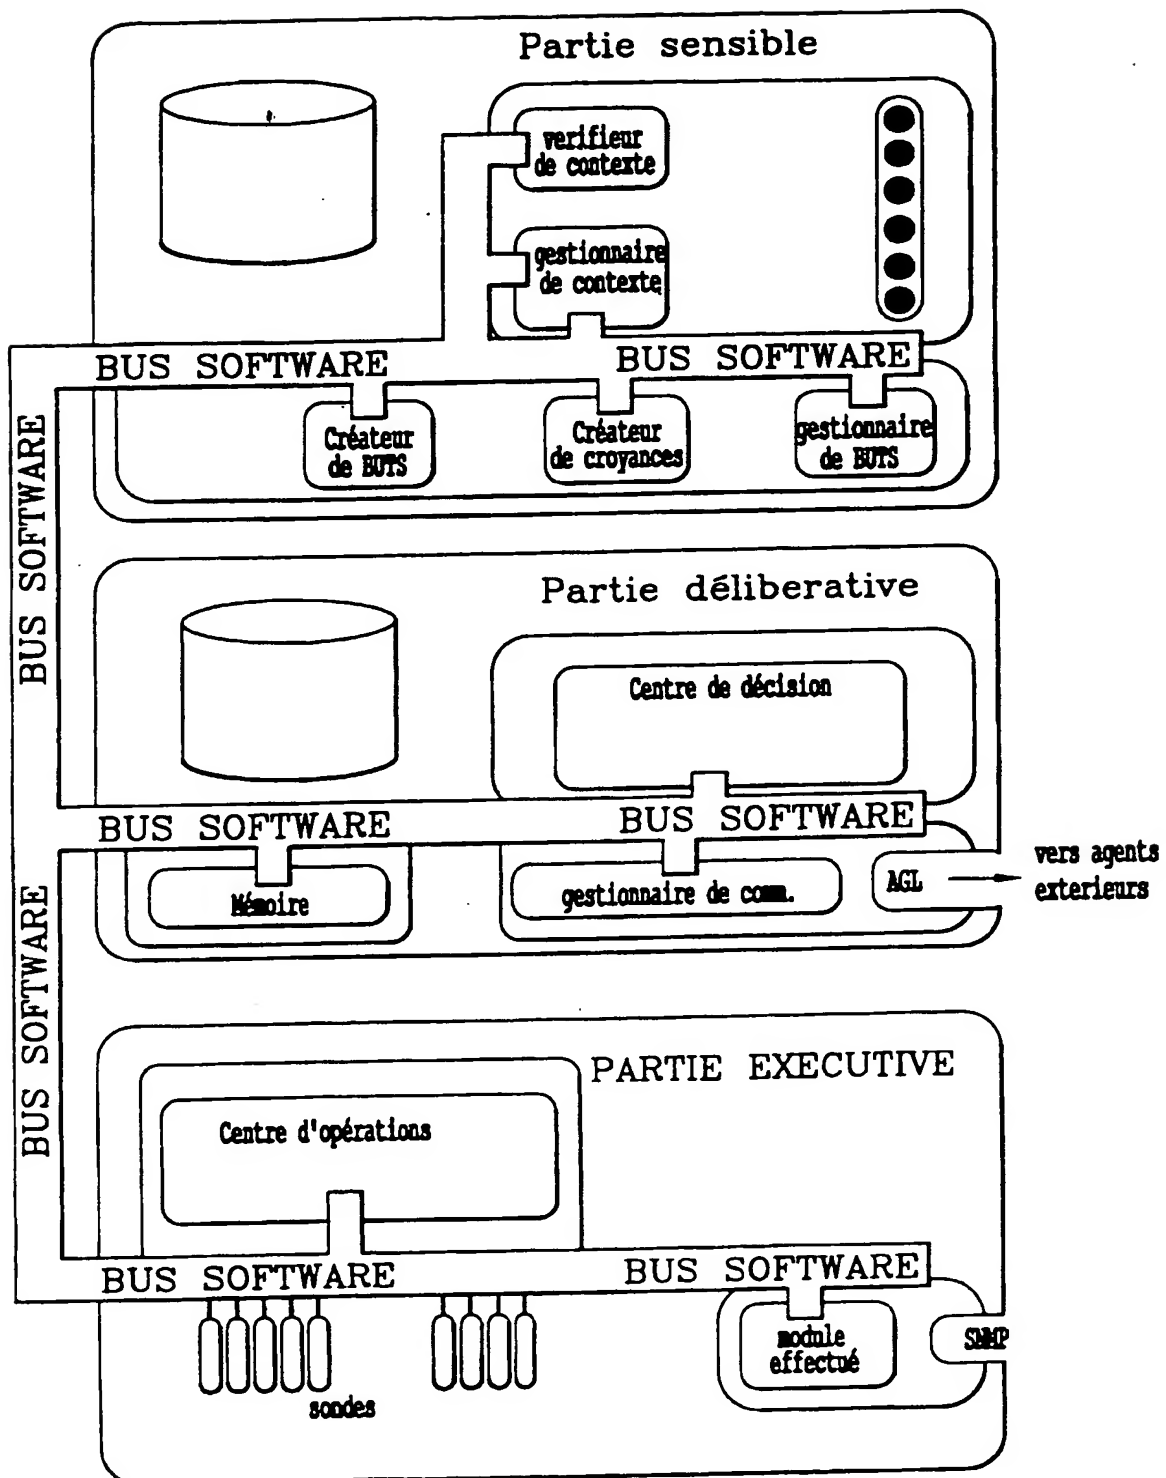 Partie sensible
verifieur
de contexte
gestionnaire
de contexte
BUS SOFTWARE
BUS SOFTWARE
Créateur
de BUTS
Créateur
de croyances
gestionnaire
de BUTS
BUS SOFTWARE
Partie déliberative
Centre de décision
BUS SOFTWARE
BUS SOFTWARE
Mémoire
gestionnaire de comm.
AGL
vers agents
exterieurs
BUS SOFTWARE
PARTIE EXECUTIVE
Centre d'opérations
BUS SOFTWARE
BUS SOFTWARE
module
effectué
SNMP
sondes